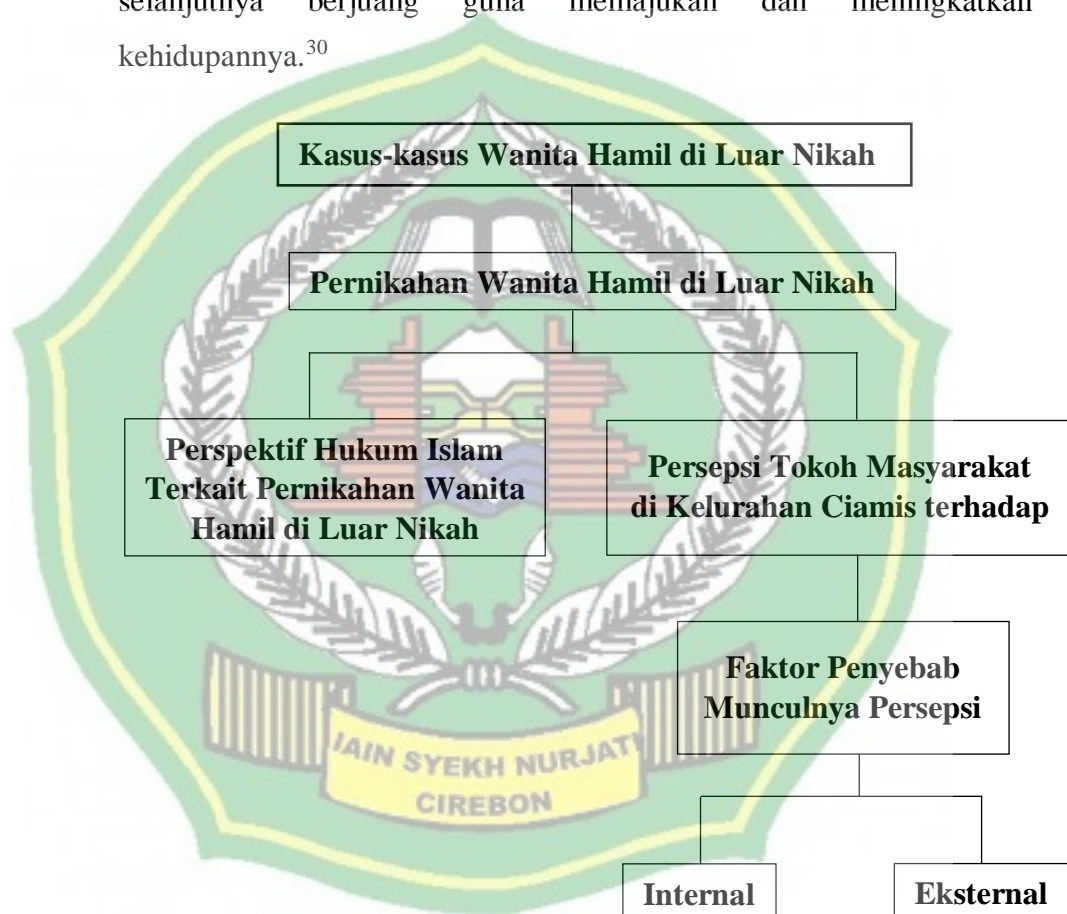 selanjutnya berjuang guna memajukan dan meningkatkan
kehidupannya.30
Kasus-kasus Wanita Hamil di Luar Nikah
Pernikahan Wanita Hamil di Luar Nikah
Perspektif Hukum Islam
Terkait Pernikahan Wanita
Hamil di Luar Nikah
Persepsi Tokoh Masyarakat
di Kelurahan Ciamis terhadap
Faktor Penyebab
Munculnya Persepsi
IAIN SYEKH NURJATI
CIREBON
Internal
Eksternal